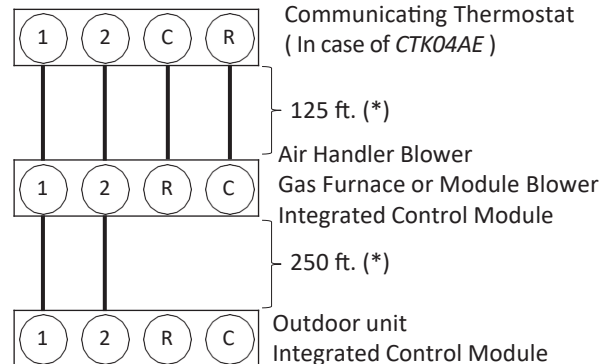 1 2 C R
Communicating Thermostat
( In case of CTK04AE )
125 ft. (*)
1 2 R C
Air Handler Blower
Gas Furnace or Module Blower
Integrated Control Module
250 ft. (*)
1 2 R C
Outdoor unit
Integrated Control Module